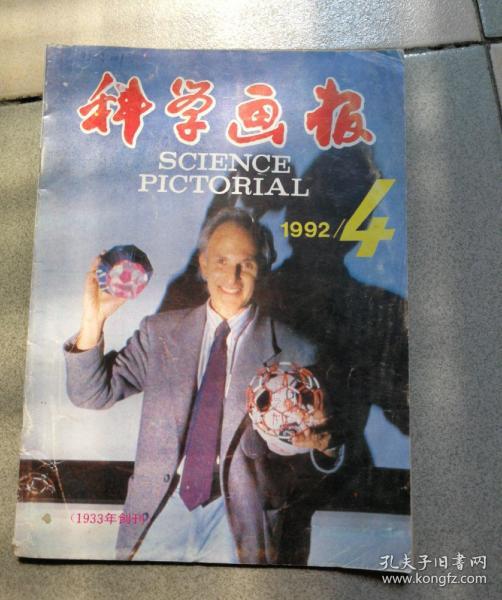 科学画报
SCIENCE
PICTORIAL
1992/4
(1933年创刊)
孔夫子旧书网
www.kongfz.com